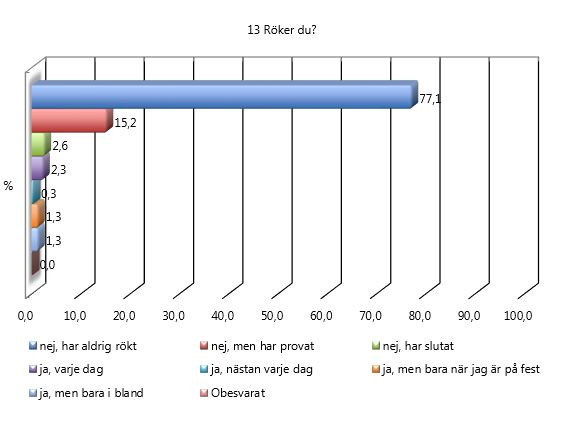 13 Röker du?
77,1
15,2
2,6
2,3
0,3
1,3
1,3
0,0
%
0,0 10,0 20,0 30,0 40,0 50,0 60,0 70,0 80,0 90,0 100,0
nej, har aldrig rökt nej, men har provat nej, har slutat
ja, varje dag ja, nästan varje dag ja, men bara när jag är på fest
ja, men bara i bland Obesvarat